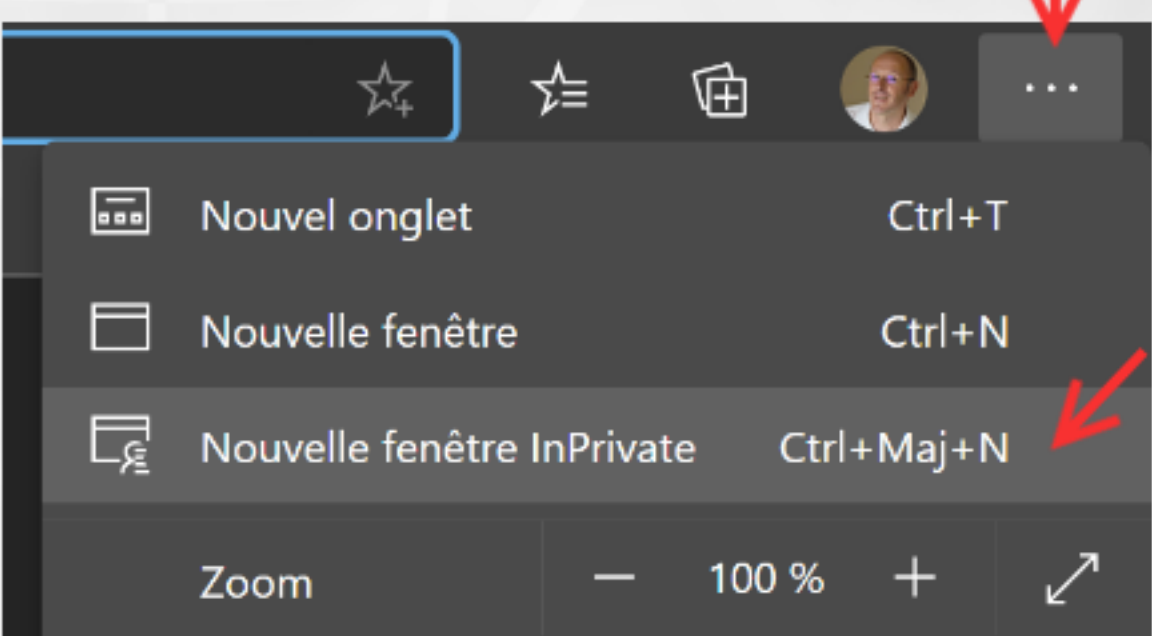 Nouvel onglet Ctrl+T
Nouvelle fenêtre Ctrl+N
Nouvelle fenêtre InPrivate Ctrl+Maj+N
Zoom — 100 % +